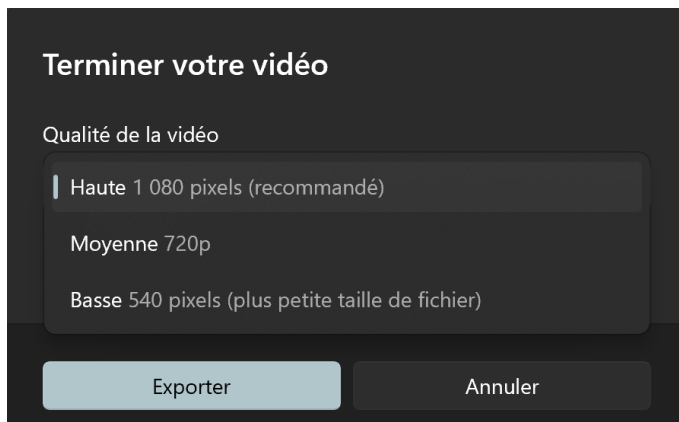 Terminer votre vidéo
Qualité de la vidéo
Haute 1 080 pixels (recommandé)
Moyenne 720p
Basse 540 pixels (plus petite taille de fichier)
Exporter
Annuler